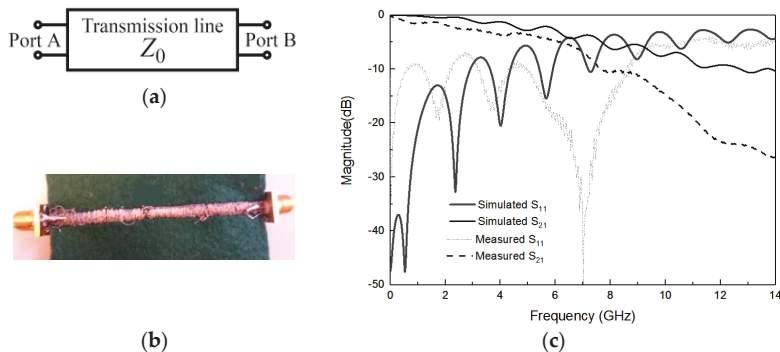 Port A
Transmission line
Z0
Port B
(a)
(b)
0
-10
-20
-30
-40
-50
Magnitude(dB)
Simulated S11
Simulated S21
Measured S11
Measured S21
0 2 4 6 8 10 12 14
Frequency (GHz)
(c)